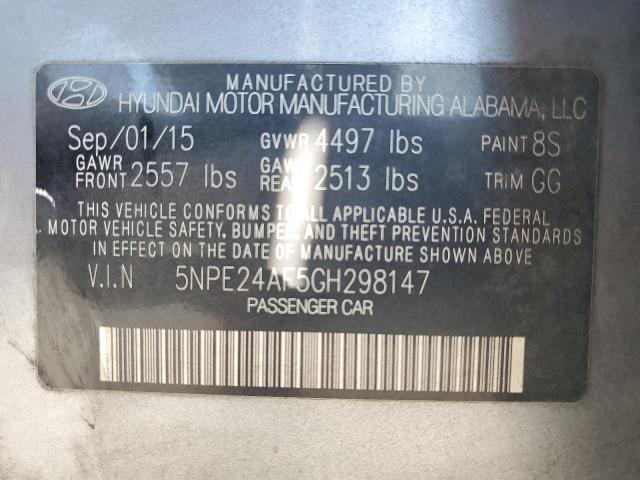 MANUFACTURED BY
HYUNDAI MOTOR MANUFACTURING ALABAMA, LLC
Sep/01/15 GVWR 4497 lbs PAINT 8S
GAWR FRONT 2557 lbs GAWR REAR 2513 lbs TRIM GG
THIS VEHICLE CONFORMS TO ALL APPLICABLE U.S.A. FEDERAL
MOTOR VEHICLE SAFETY, BUMPER, AND THEFT PREVENTION STANDARDS
IN EFFECT ON THE DATE OF MANUFACTURE SHOWN ABOVE.
V.I.N 5NPE24AF5GH298147
PASSENGER CAR